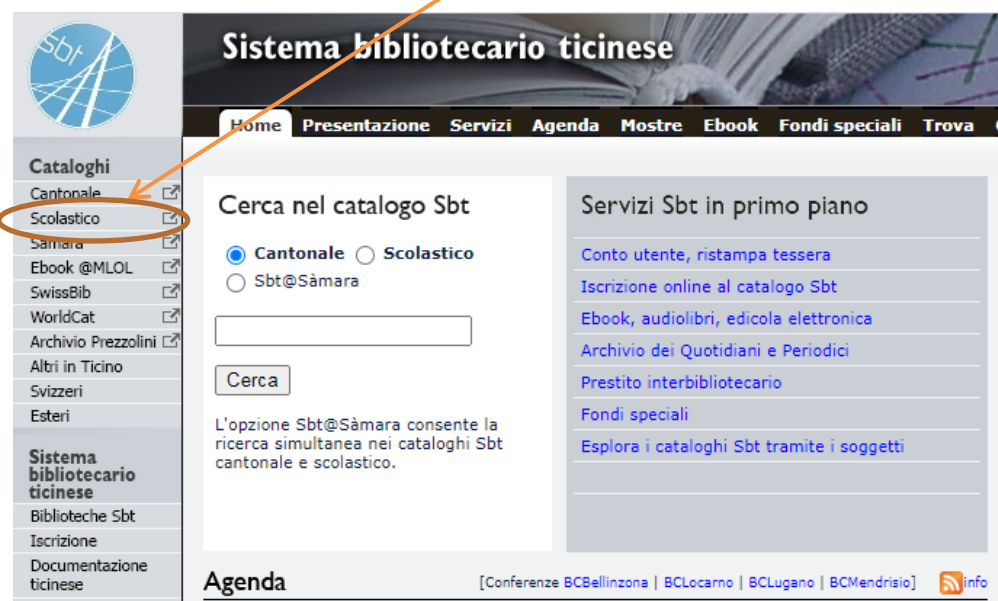 sbt
Sistema bibliotecario ticinese
Home Presentazione Servizi Agenda Mostre Ebook Fondi speciali Trova
Cataloghi
Cantonale
Scolastico
Sàmara
Ebook @MLOL
SwissBib
WorldCat
Archivio Prezzolini
Altri in Ticino
Svizzeri
Esteri
Sistema
bibliotecario
ticinese
Biblioteche Sbt
Iscrizione
Documentazione
ticinese
Cerca nel catalogo Sbt
Cantonale Scolastico
Sbt@Sàmara
Cerca
L'opzione Sbt@Sàmara consente la
ricerca simultanea nei cataloghi Sbt
cantonale e scolastico.
Servizi Sbt in primo piano
Conto utente, ristampa tessera
Iscrizione online al catalogo Sbt
Ebook, audiolibri, edicola elettronica
Archivio dei Quotidiani e Periodici
Prestito interbibliotecario
Fondi speciali
Esplora i cataloghi Sbt tramite i soggetti
Agenda [Conferenze BCBellinzona | BCLocarno | BCLugano | BCMendrisio] info